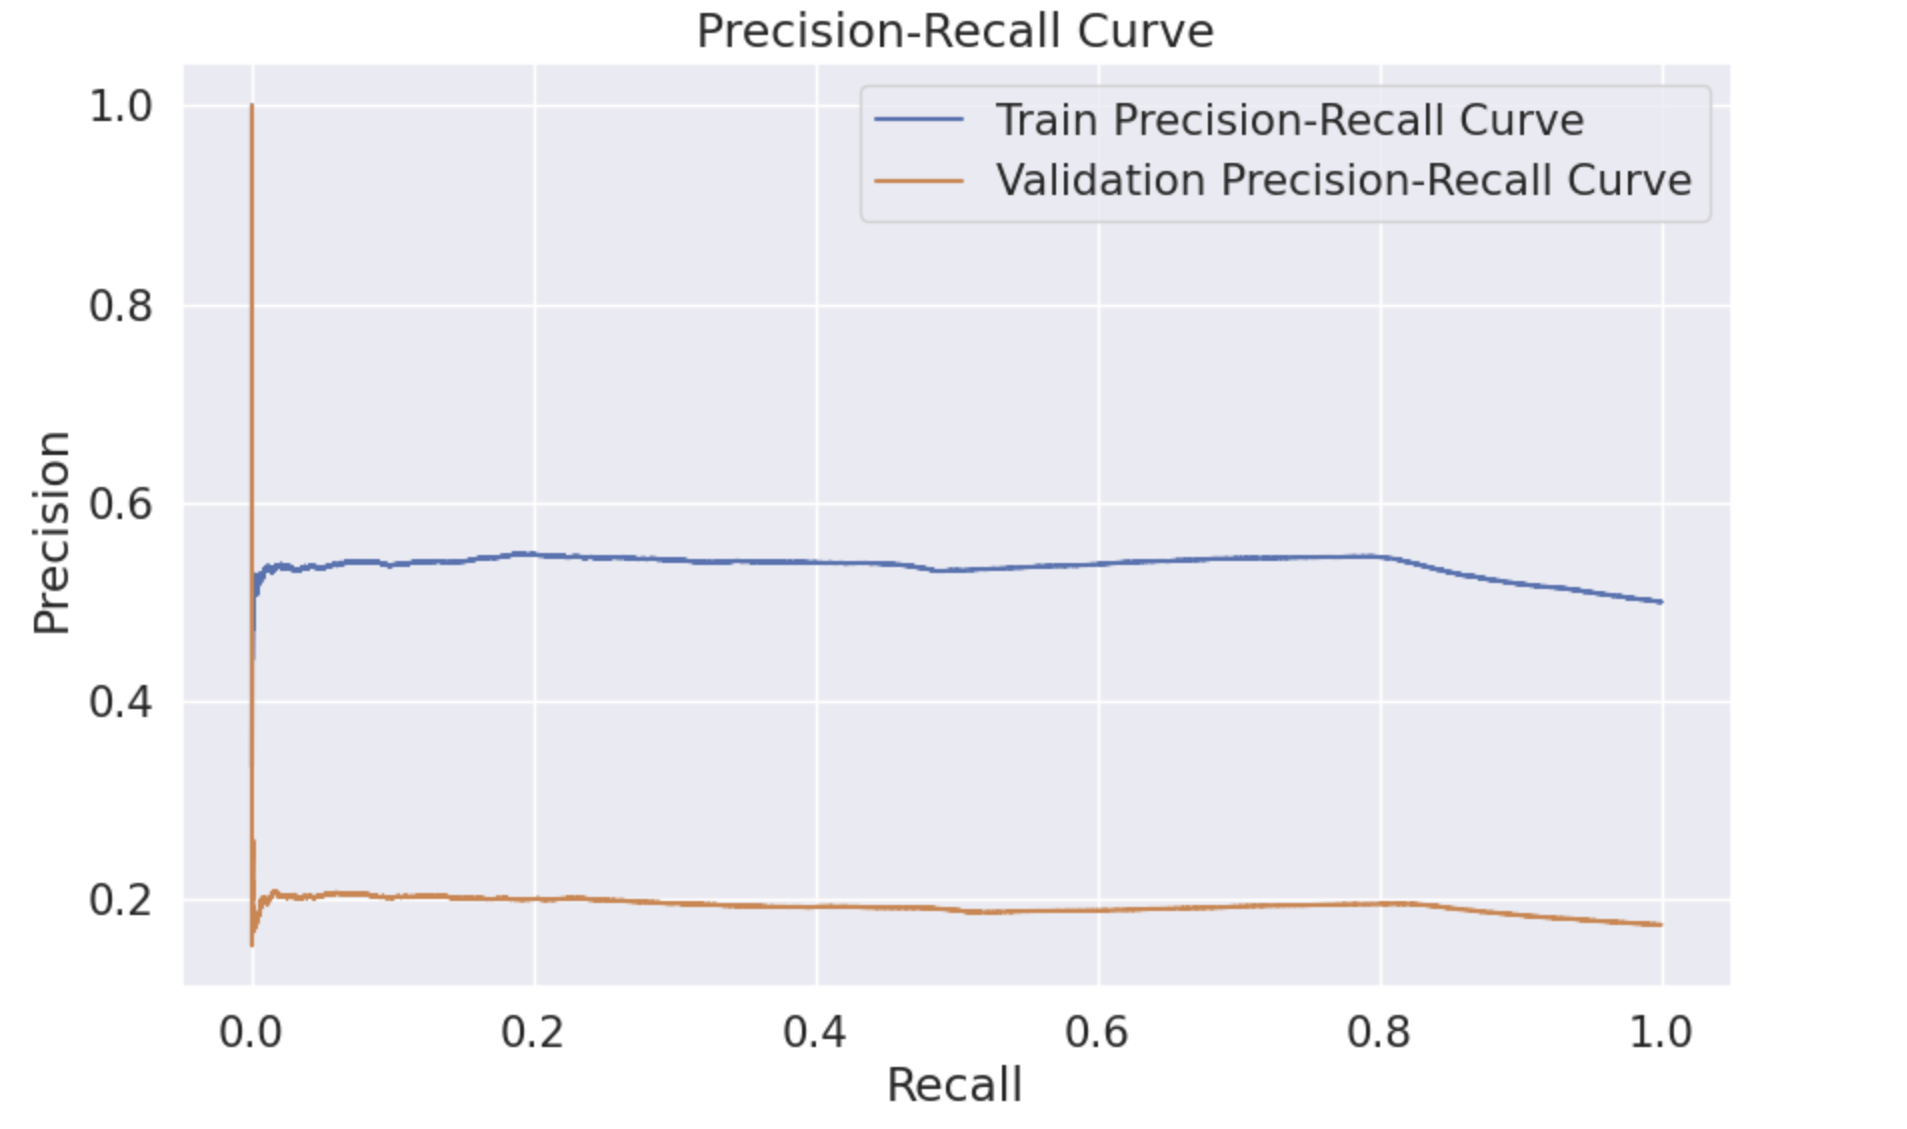 Precision-Recall Curve
Train Precision-Recall Curve
Validation Precision-Recall Curve
Precision
1.0
0.8
0.6
0.4
0.2
0.0 0.2 0.4 0.6 0.8 1.0
Recall